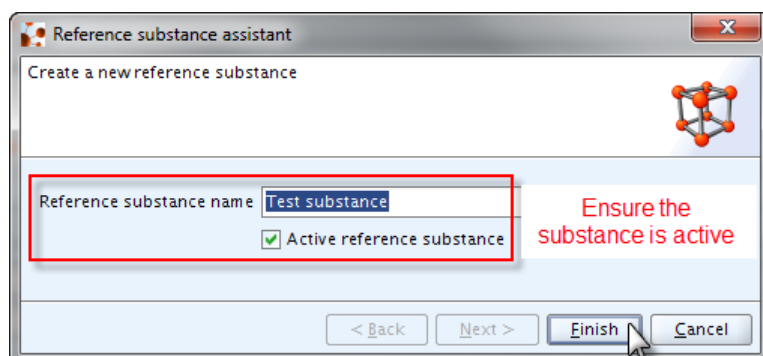 Reference substance assistant
X
Create a new reference substance
Reference substance name Test substance
Active reference substance
Ensure the
substance is active
< Back Next > Finish Cancel